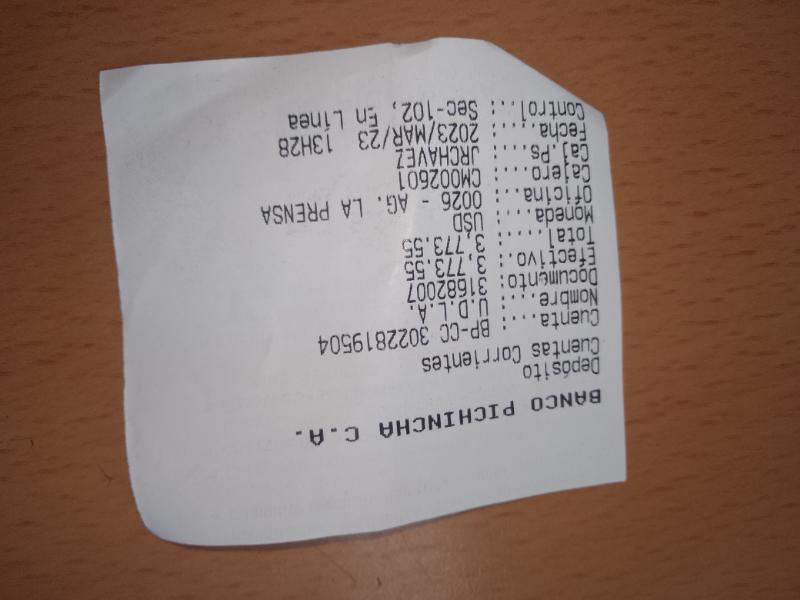 BANCO PICHINCHA C.A.
Depósito
Cuentas Corrientes
Cuenta....: BP-CC 3022819504
Nombre....: U.D.L.A.
Documento: 31682007
Efectivo.: 3,773.55
Total.....: 3,773.55
Moneda....: USD
Oficina...: 0026 - AG. LA PRENSA
Cajero....: CM002601
Caj.Ps....: JRCHAVEZ
Fecha.....: 2023/MAR/23 13H28
Control...: Sec-102, En Línea